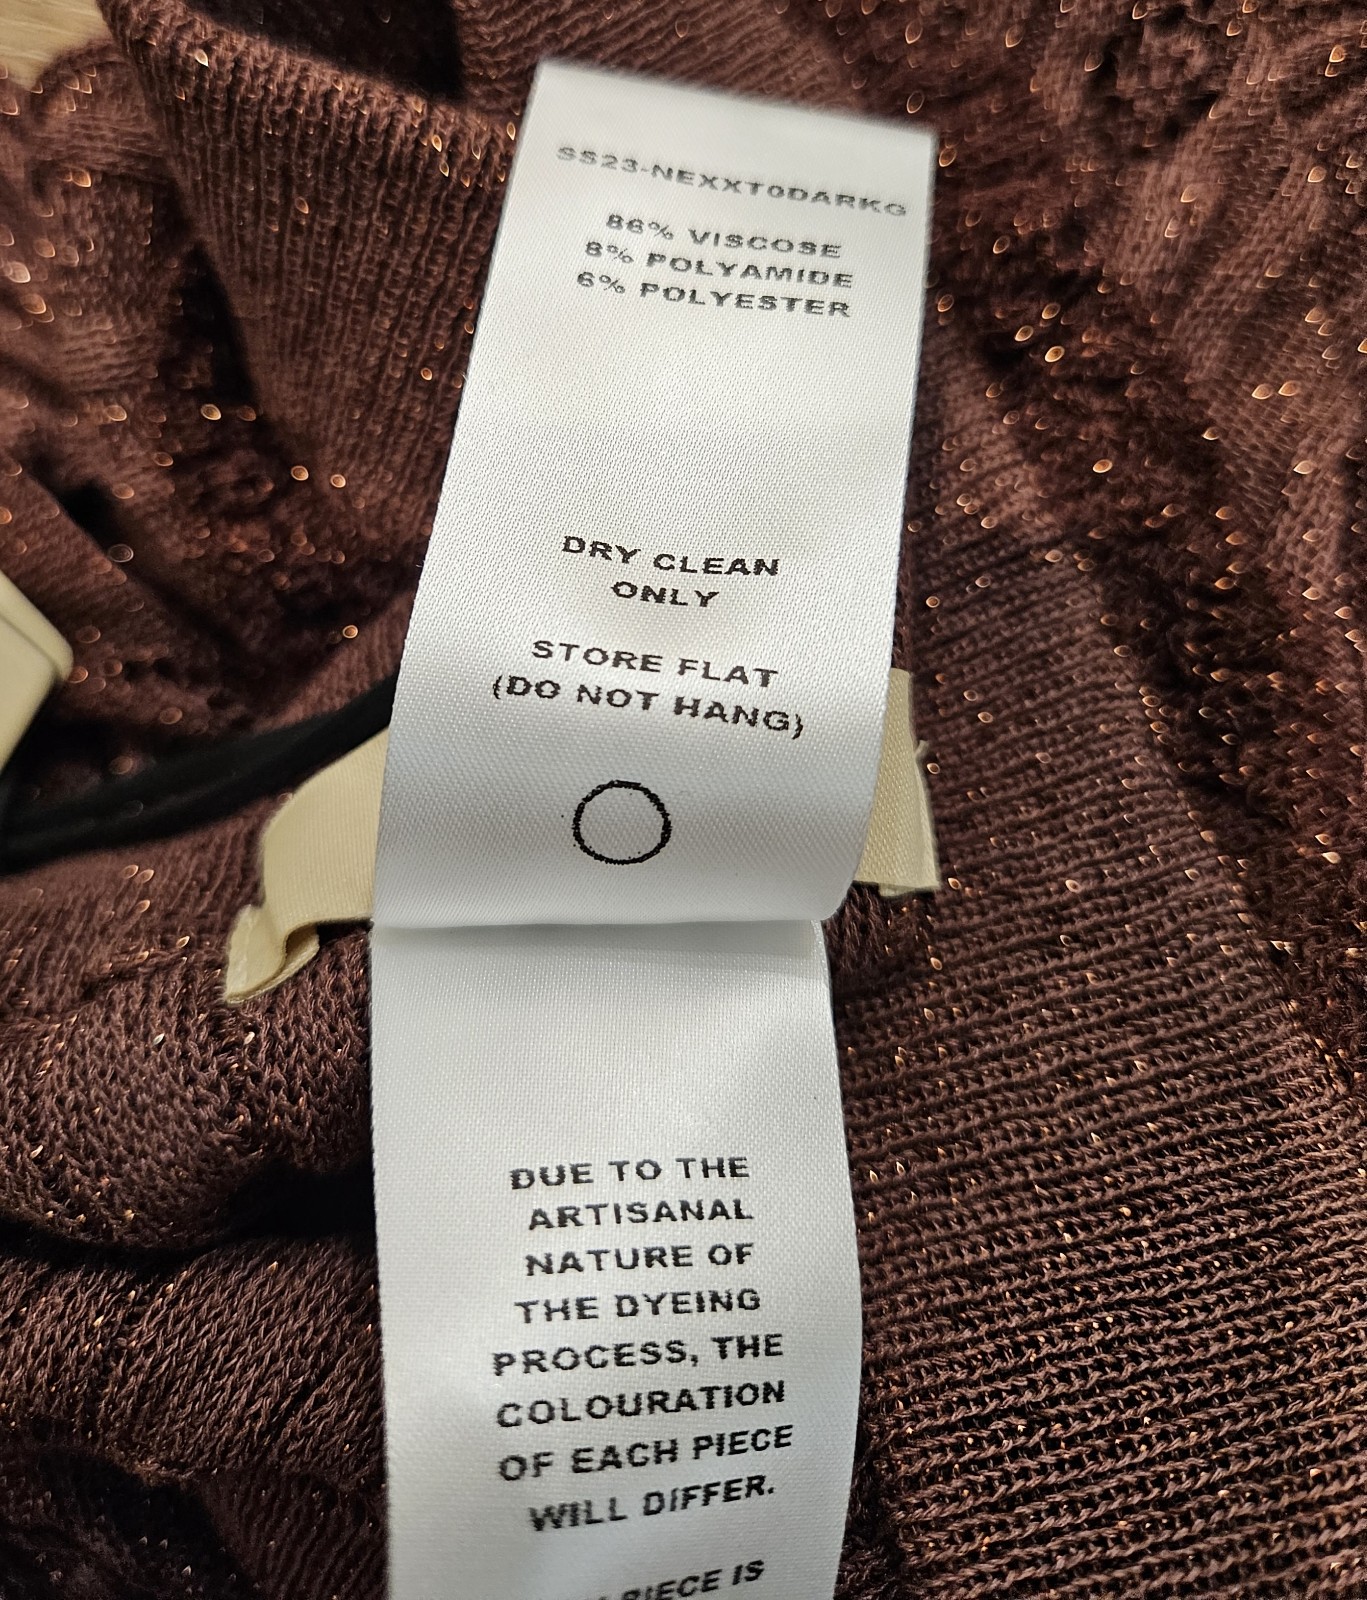 SS23-NEXXT0DARKG
86% VISCOSE
8% POLYAMIDE
6% POLYESTER
DRY CLEAN
ONLY
STORE FLAT
(DO NOT HANG)
DUE TO THE
ARTISANAL
NATURE OF
THE DYEING
PROCESS, THE
COLOURATION
OF EACH PIECE
WILL DIFFER.
PIECE IS